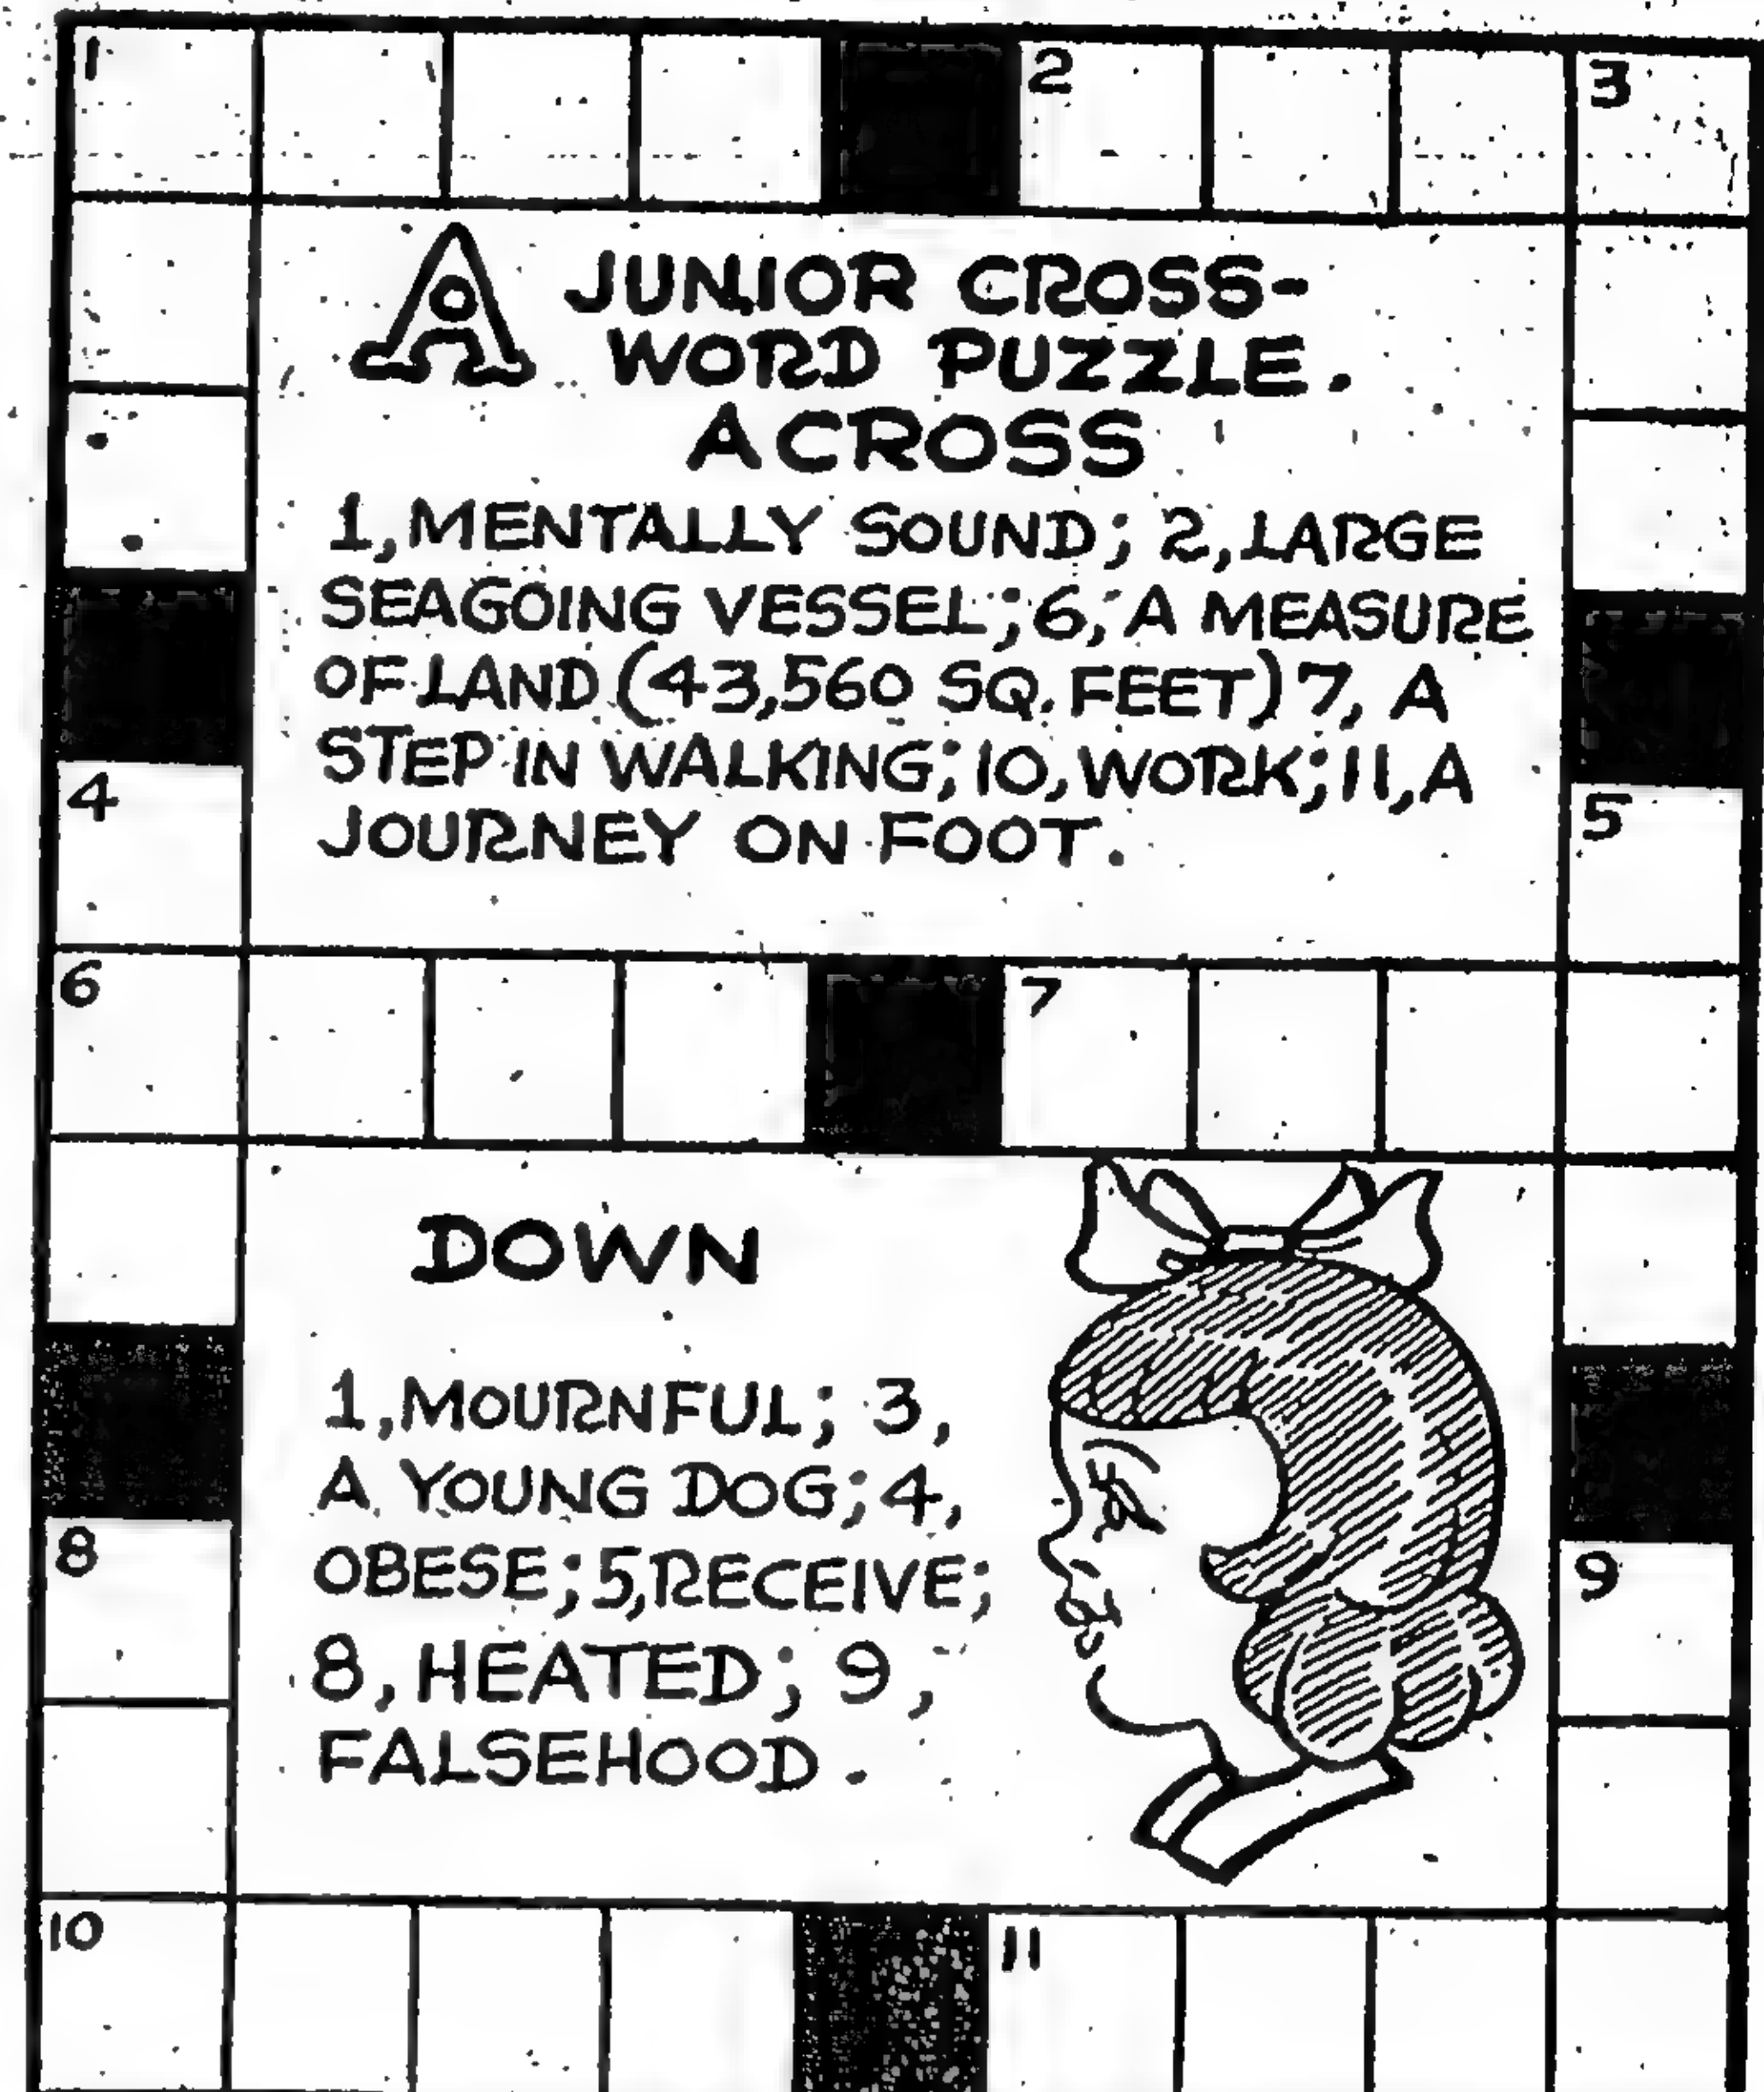 1
2
3
A JUNIOR CROSS-
WORD PUZZLE.
ACROSS
1, MENTALLY SOUND; 2, LARGE
SEAGOING VESSEL; 6, A MEASURE
OF LAND (43,560 SQ. FEET) 7, A
STEP IN WALKING; 10, WORK; 11, A
JOURNEY ON FOOT.
4
5
6
7
DOWN
1, MOURNFUL; 3,
A YOUNG DOG; 4,
OBESE; 5, RECEIVE;
8, HEATED; 9,
FALSEHOOD.
8
9
10
11